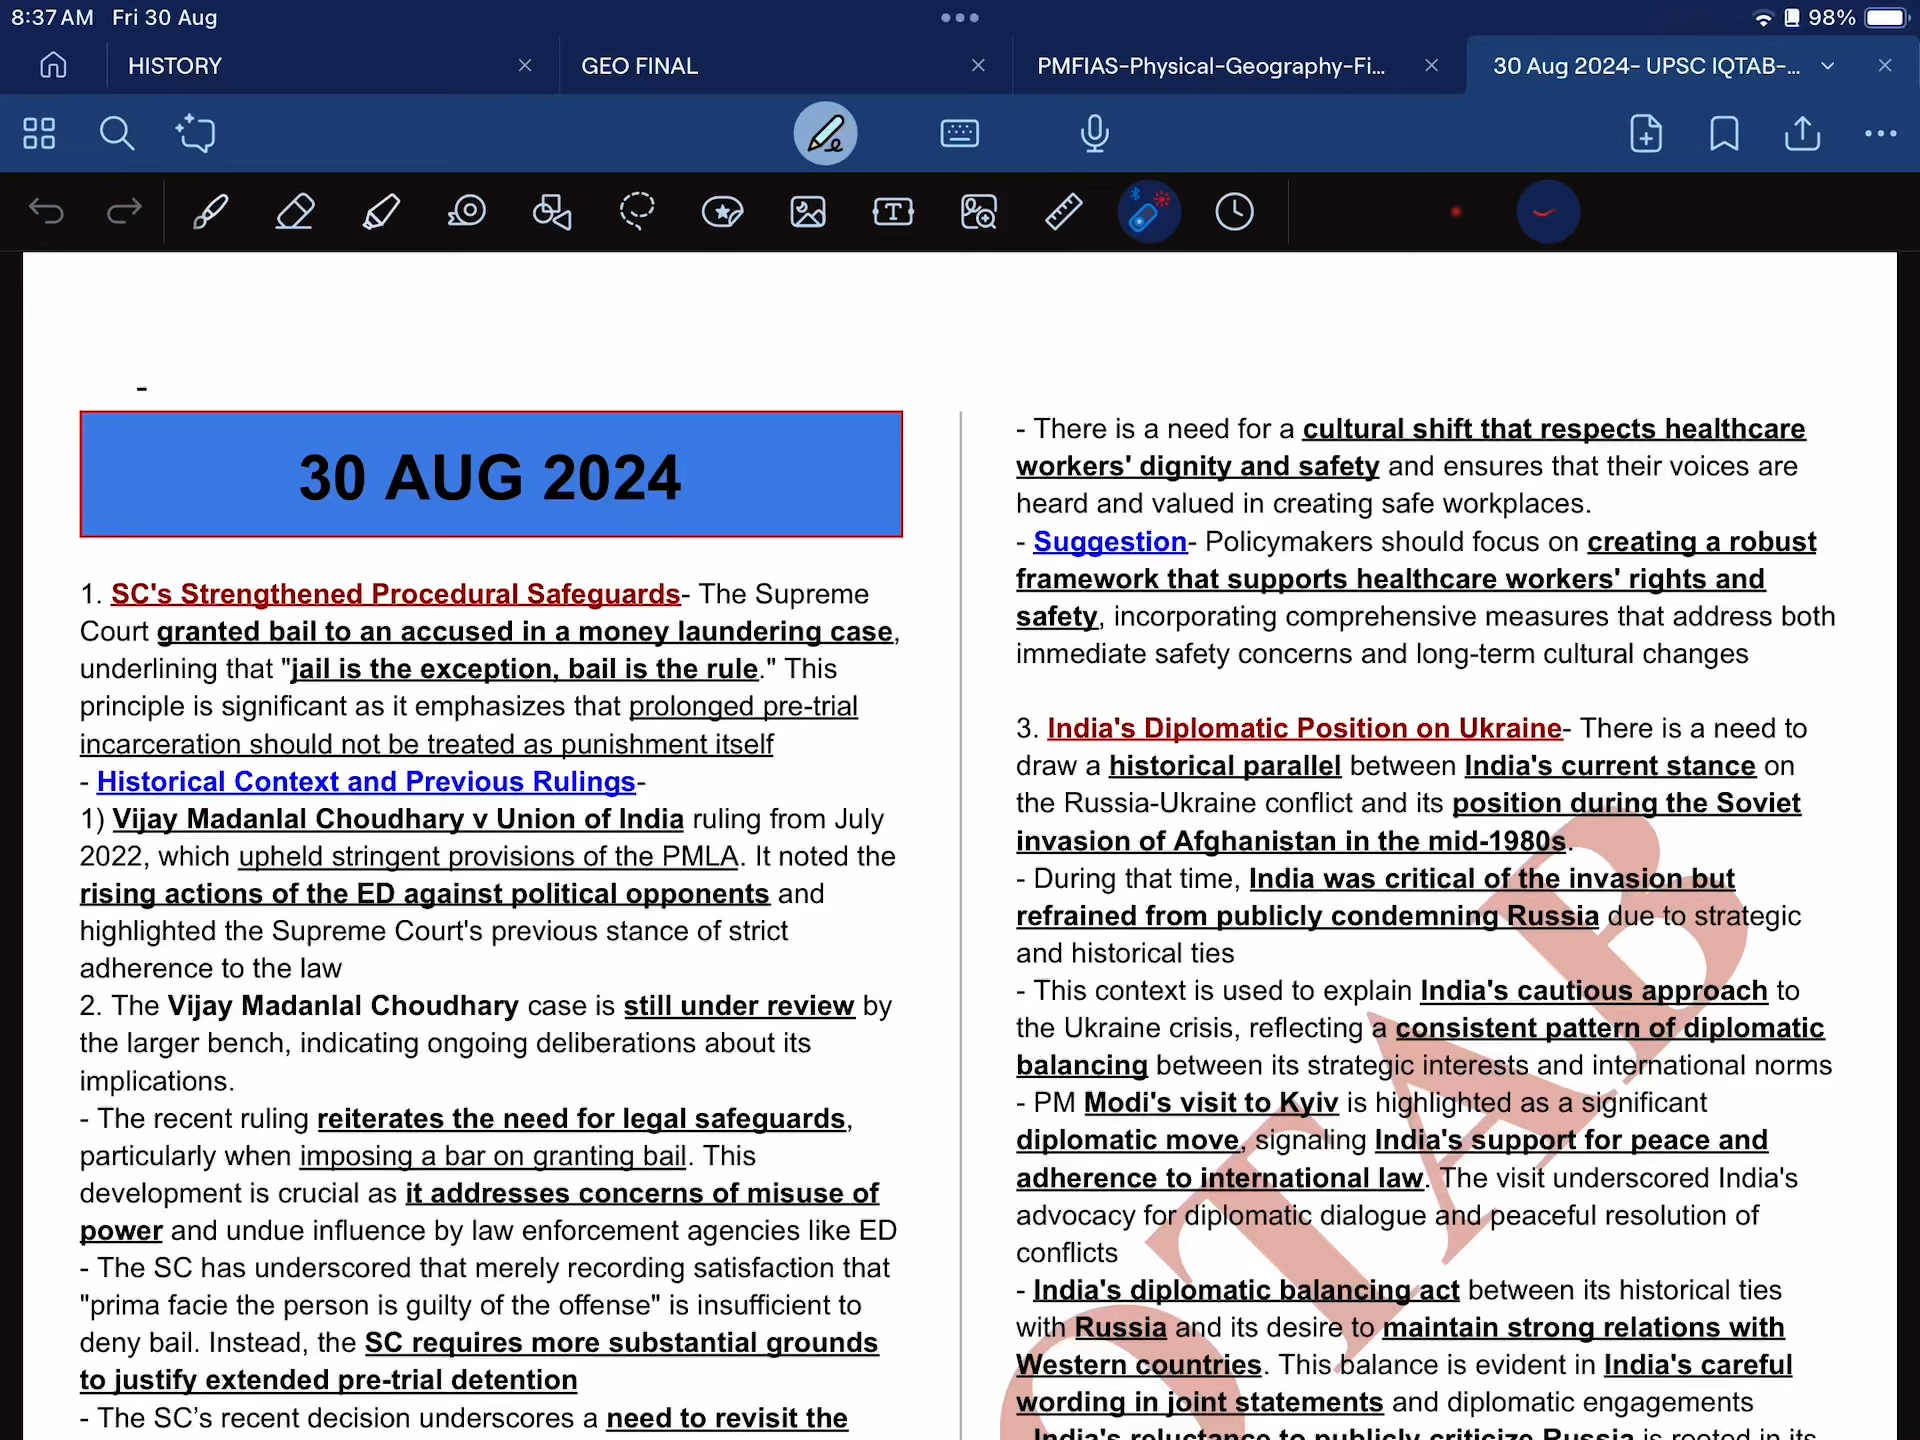 8:37 AM Fri 30 Aug
98%
HISTORY
GEO FINAL
PMFIAS-Physical-Geography-Fi...
30 Aug 2024- UPSC IQTAB-...
-
30 AUG 2024
1. SC's Strengthened Procedural Safeguards- The Supreme
Court granted bail to an accused in a money laundering case,
underlining that "jail is the exception, bail is the rule." This
principle is significant as it emphasizes that prolonged pre-trial
incarceration should not be treated as punishment itself
- Historical Context and Previous Rulings-
1) Vijay Madanlal Choudhary v Union of India ruling from July
2022, which upheld stringent provisions of the PMLA. It noted the
rising actions of the ED against political opponents and
highlighted the Supreme Court's previous stance of strict
adherence to the law
2. The Vijay Madanlal Choudhary case is still under review by
the larger bench, indicating ongoing deliberations about its
implications.
- The recent ruling reiterates the need for legal safeguards,
particularly when imposing a bar on granting bail. This
development is crucial as it addresses concerns of misuse of
power and undue influence by law enforcement agencies like ED
- The SC has underscored that merely recording satisfaction that
"prima facie the person is guilty of the offense" is insufficient to
deny bail. Instead, the SC requires more substantial grounds
to justify extended pre-trial detention
- The SC's recent decision underscores a need to revisit the
- There is a need for a cultural shift that respects healthcare
workers' dignity and safety and ensures that their voices are
heard and valued in creating safe workplaces.
- Suggestion- Policymakers should focus on creating a robust
framework that supports healthcare workers' rights and
safety, incorporating comprehensive measures that address both
immediate safety concerns and long-term cultural changes
3. India's Diplomatic Position on Ukraine- There is a need to
draw a historical parallel between India's current stance on
the Russia-Ukraine conflict and its position during the Soviet
invasion of Afghanistan in the mid-1980s.
- During that time, India was critical of the invasion but
refrained from publicly condemning Russia due to strategic
and historical ties
- This context is used to explain India's cautious approach to
the Ukraine crisis, reflecting a consistent pattern of diplomatic
balancing between its strategic interests and international norms
- PM Modi's visit to Kyiv is highlighted as a significant
diplomatic move, signaling India's support for peace and
adherence to international law. The visit underscored India's
advocacy for diplomatic dialogue and peaceful resolution of
conflicts
- India's diplomatic balancing act between its historical ties
with Russia and its desire to maintain strong relations with
Western countries. This balance is evident in India's careful
wording in joint statements and diplomatic engagements
- India's reluctance to publicly criticize Russia is rooted in its